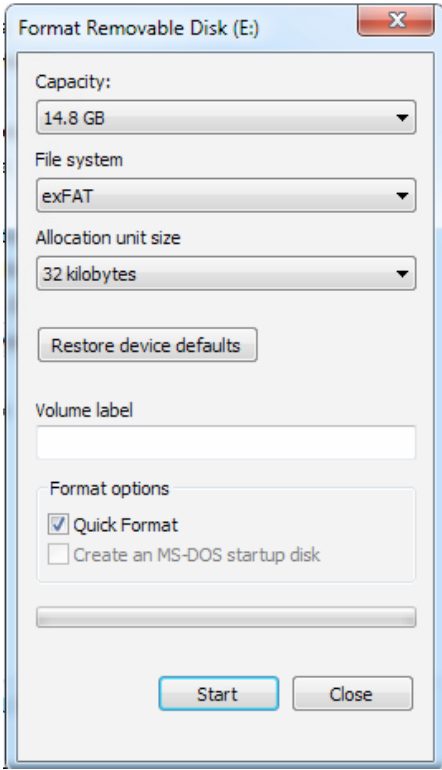 Format Removable Disk (E:)
Capacity:
14.8 GB
File system
exFAT
Allocation unit size
32 kilobytes
Restore device defaults
Volume label
Format options
Quick Format
Create an MS-DOS startup disk
Start Close